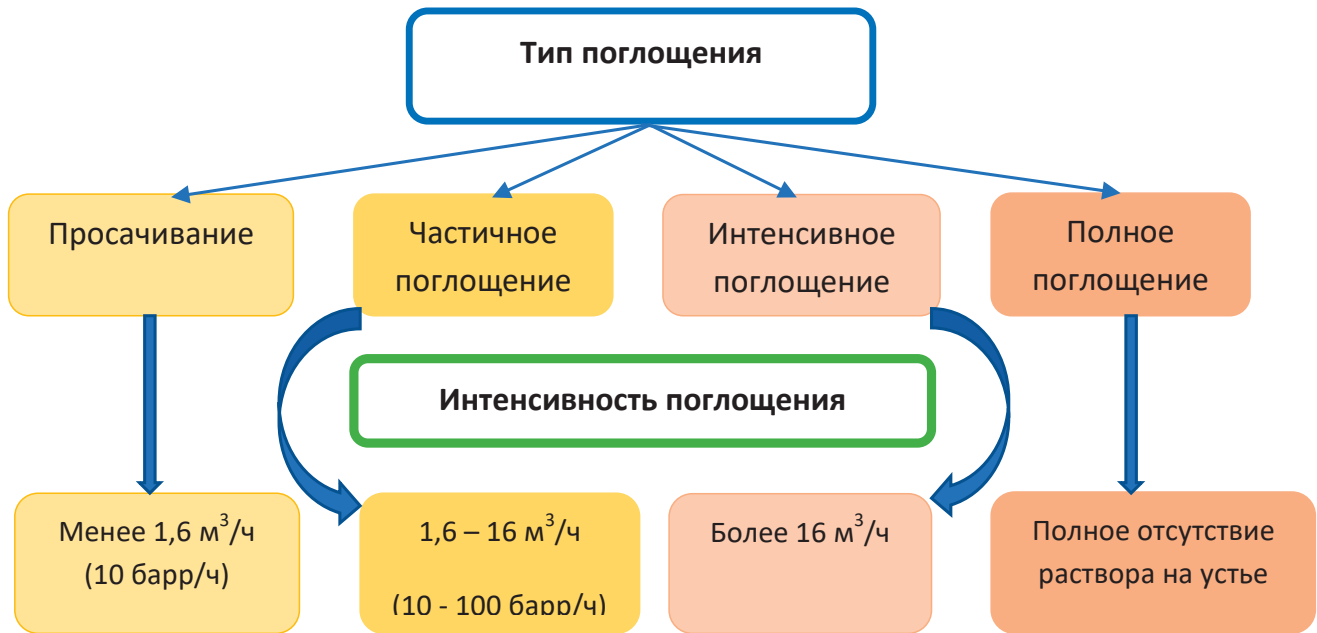 Тип поглощения
Просачивание
Частичное
поглощение
Интенсивное
поглощение
Полное
поглощение
Интенсивность поглощения
Менее 1,6 м³/ч
(10 барр/ч)
1,6 – 16 м³/ч
(10 - 100 барр/ч)
Более 16 м³/ч
Полное отсутствие
раствора на устье